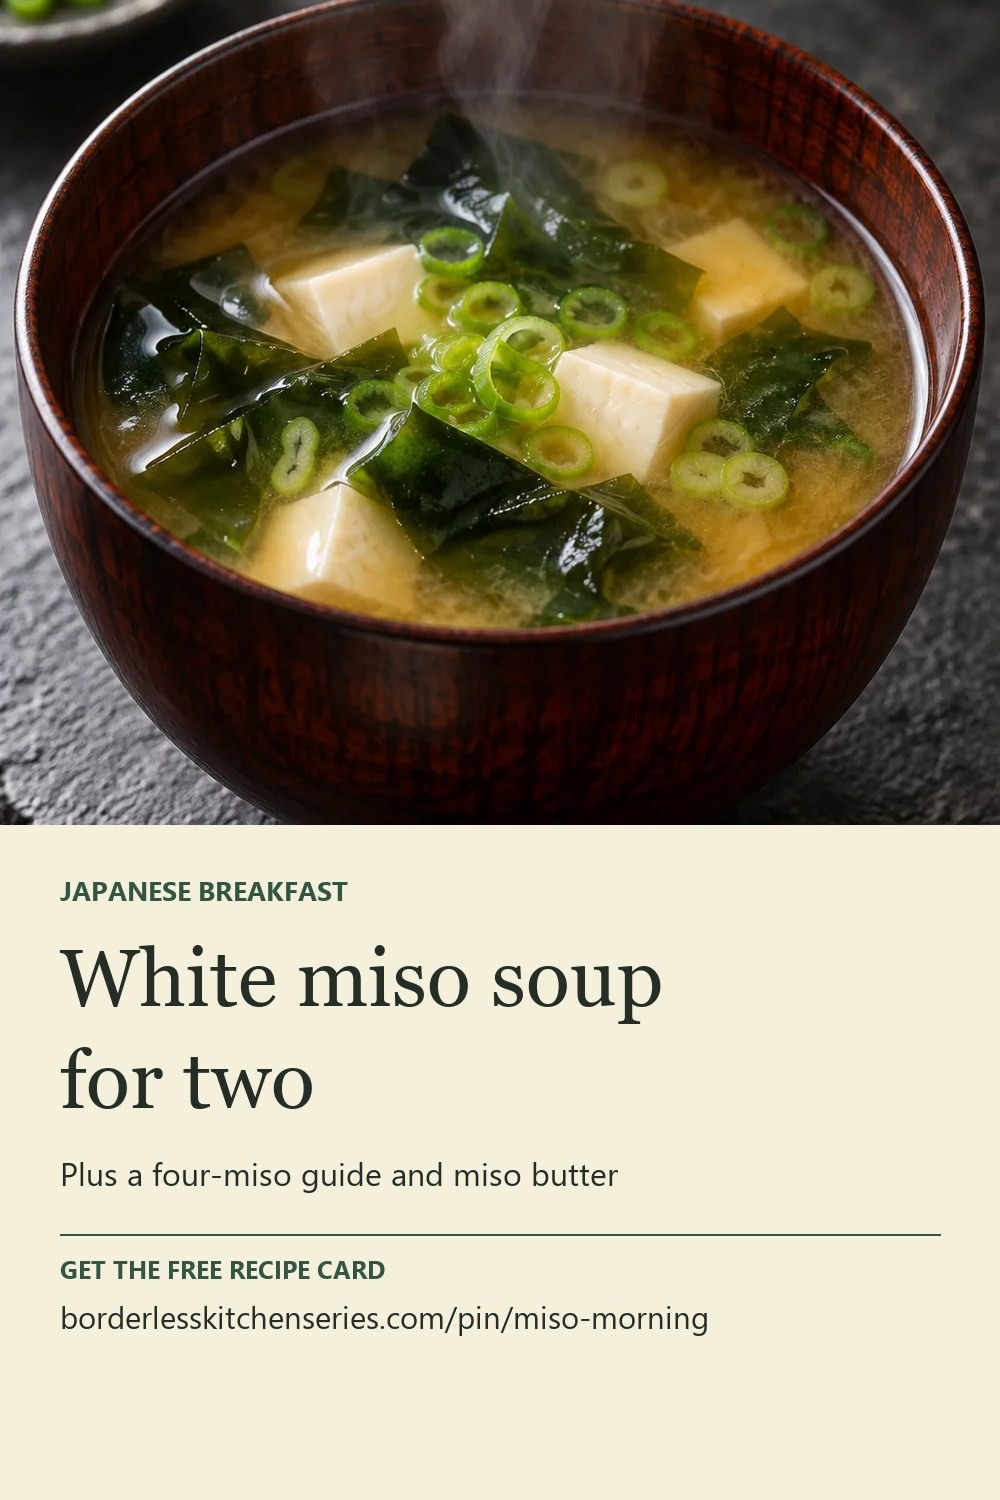 JAPANESE BREAKFAST
White miso soup
for two
Plus a four-miso guide and miso butter
GET THE FREE RECIPE CARD
borderlesskitchenseries.com/pin/miso-morning